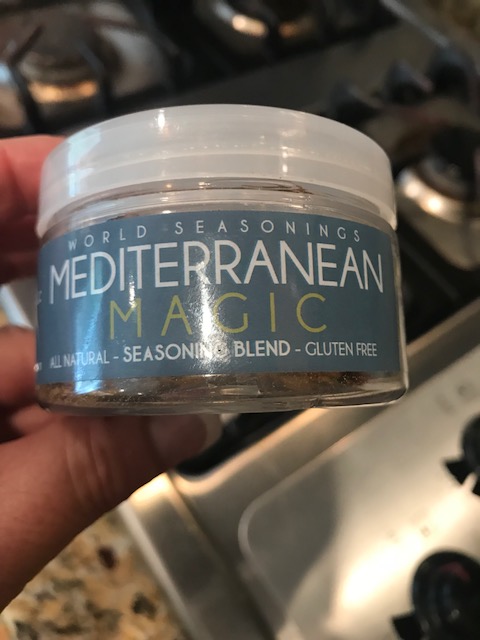 WORLD SEASONINGS
MEDITERRANEAN
MAGIC
ALL NATURAL - SEASONING BLEND - GLUTEN FREE